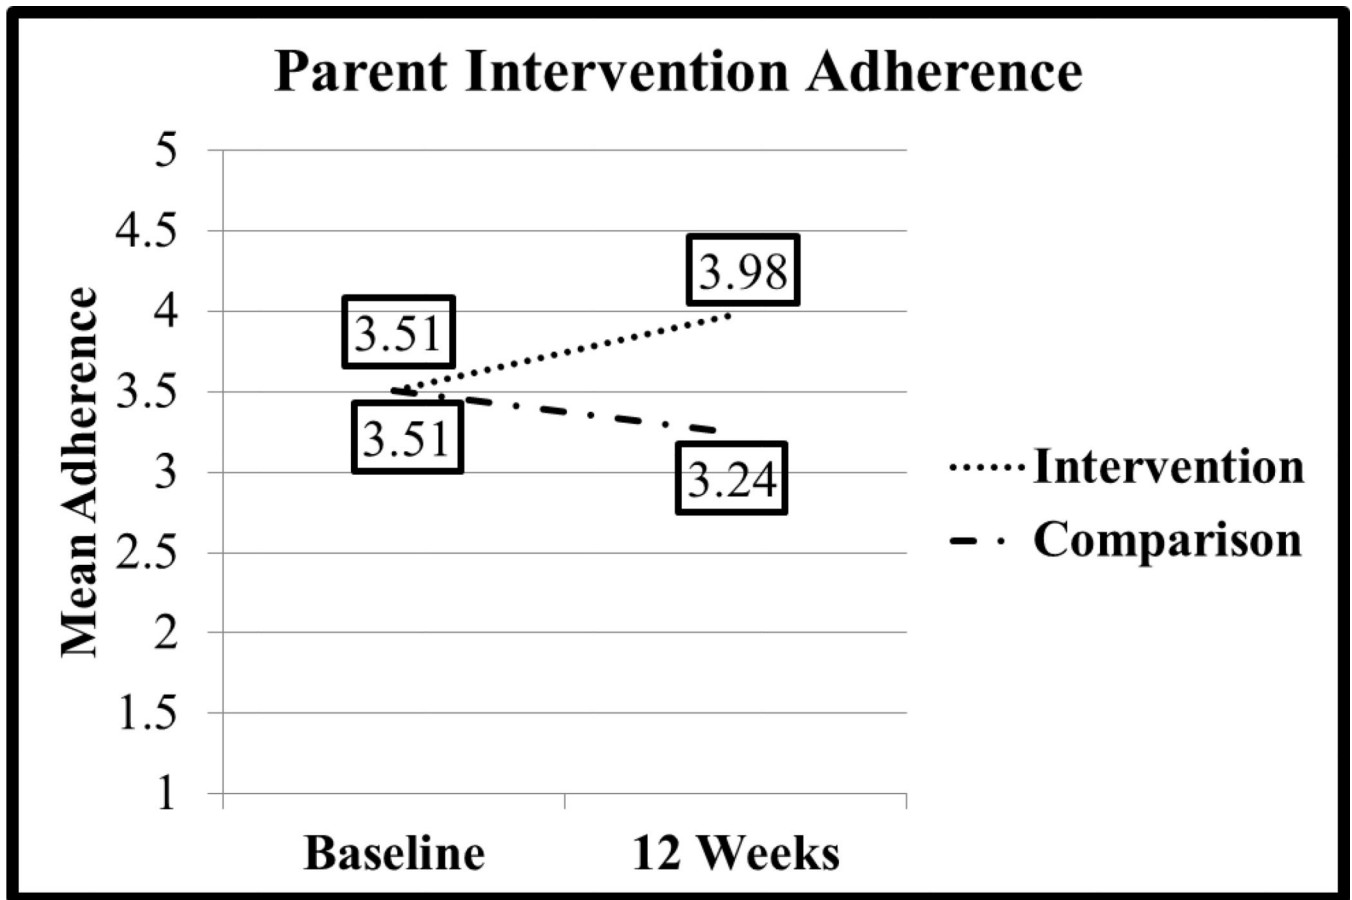 Parent Intervention Adherence
5
4.5
4
3.5
3
2.5
2
1.5
1
Mean Adherence
3.51
3.98
3.51
3.24
Baseline
12 Weeks
Intervention
Comparison